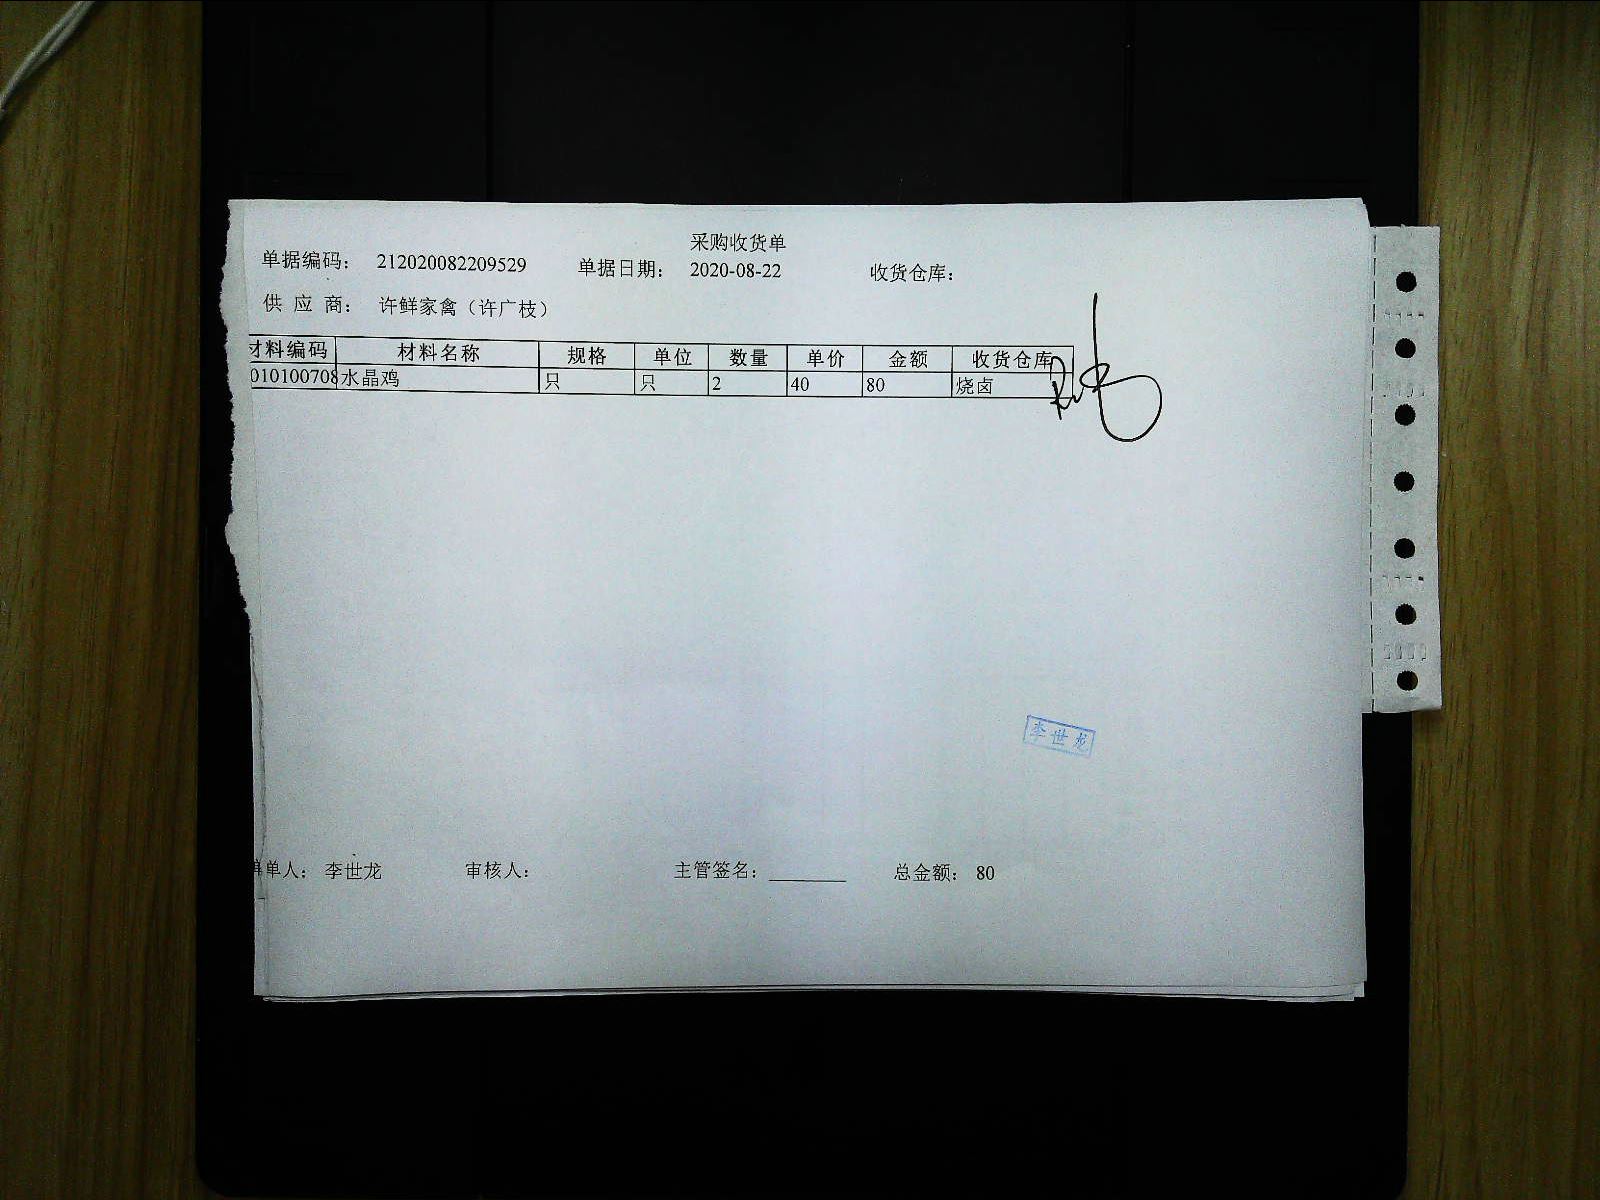 采购收货单
单据编码： 212020082209529 单据日期： 2020-08-22 收货仓库：
供 应 商： 许鲜家禽（许广枝）
材料编码 材料名称 规格 单位 数量 单价 金额 收货仓库
010100708 水晶鸡 只 只 2 40 80 烧卤
李世龙
单人： 李世龙 审核人： 主管签名： 总金额： 80